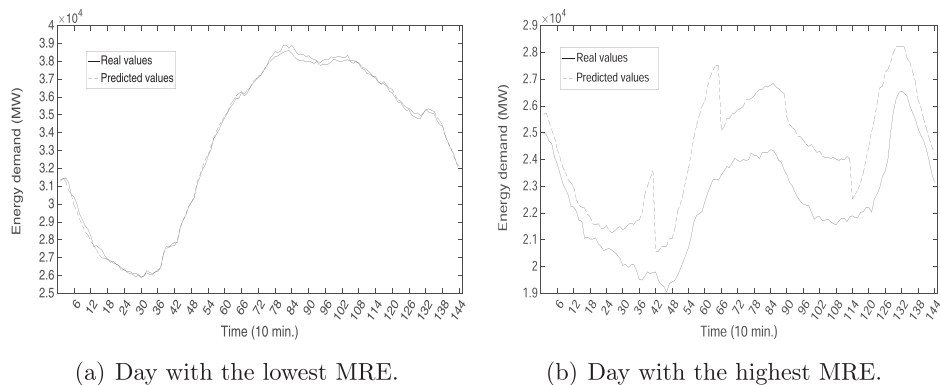 ×10⁴
4
3.9
3.8
3.7
3.6
3.5
3.4
3.3
3.2
3.1
3
2.9
2.8
2.7
2.6
2.5
Energy demand (MW)
Real values
Predicted values
6 12 18 24 30 36 42 48 54 60 66 72 78 84 90 96 102 108 114 120 126 132 138 144
Time (10 min.)
(a) Day with the lowest MRE.
×10⁴
2.9
2.8
2.7
2.6
2.5
2.4
2.3
2.2
2.1
2
1.9
Energy demand (MW)
Real values
Predicted values
6 12 18 24 30 36 42 48 54 60 66 72 78 84 90 96 102 108 114 120 126 132 138 144
Time (10 min.)
(b) Day with the highest MRE.